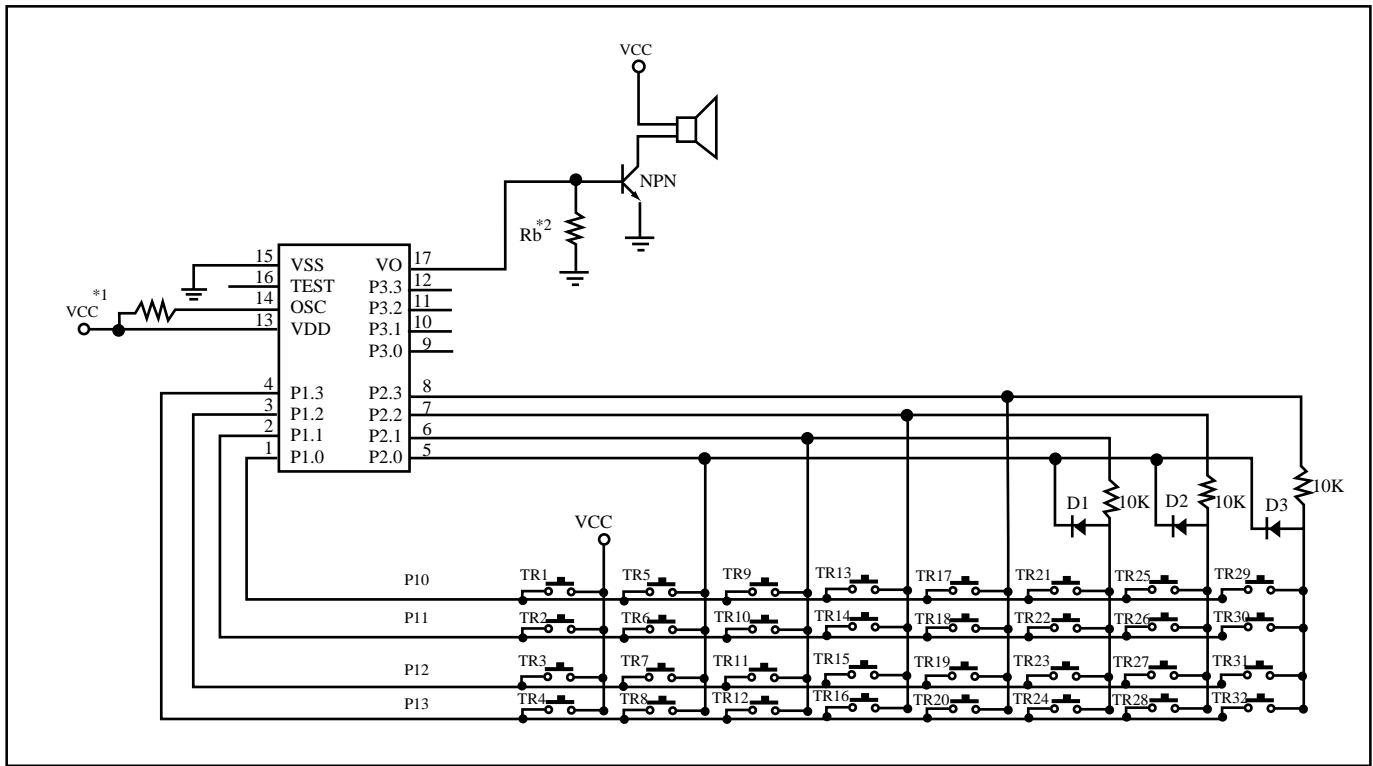 VCC
NPN
Rb*2
15 VSS VO 17
16 TEST P3.3 12
14 OSC P3.2 11
13 VDD P3.1 10
P3.0 9
*1
VCC
4 P1.3 P2.3 8
3 P1.2 P2.2 7
2 P1.1 P2.1 6
1 P1.0 P2.0 5
D1 10K D2 10K D3 10K
VCC
P10 TR1 TR5 TR9 TR13 TR17 TR21 TR25 TR29
P11 TR2 TR6 TR10 TR14 TR18 TR22 TR26 TR30
P12 TR3 TR7 TR11 TR15 TR19 TR23 TR27 TR31
P13 TR4 TR8 TR12 TR16 TR20 TR24 TR28 TR32